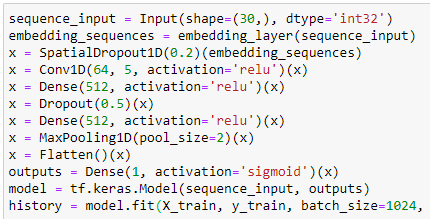 sequence_input = Input(shape=(30,), dtype='int32')
embedding_sequences = embedding_layer(sequence_input)
x = SpatialDropout1D(0.2)(embedding_sequences)
x = Conv1D(64, 5, activation='relu')(x)
x = Dense(512, activation='relu')(x)
x = Dropout(0.5)(x)
x = Dense(512, activation='relu')(x)
x = MaxPooling1D(pool_size=2)(x)
x = Flatten()(x)
outputs = Dense(1, activation='sigmoid')(x)
model = tf.keras.Model(sequence_input, outputs)
history = model.fit(X_train, y_train, batch_size=1024,